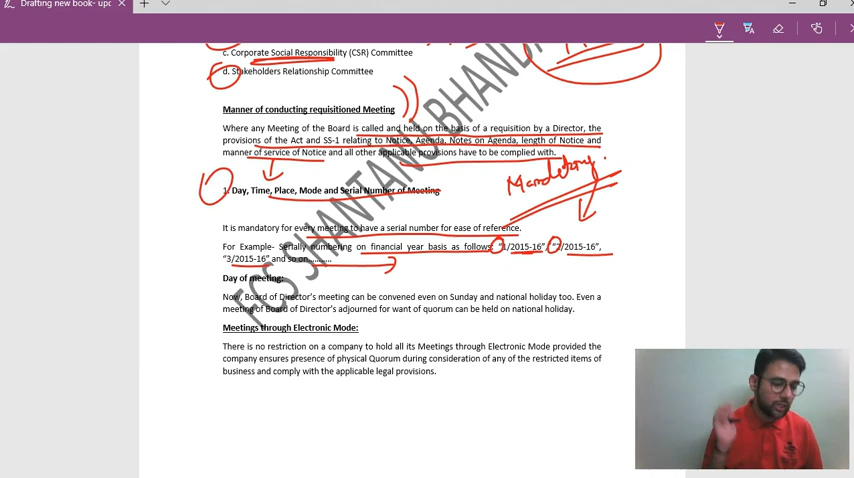 Drafting new book- upd
c. Corporate Social Responsibility (CSR) Committee
d. Stakeholders Relationship Committee
Manner of conducting requisitioned Meeting
Where any Meeting of the Board is called and held on the basis of a requisition by a Director, the
provisions of the Act and SS-1 relating to Notice, Agenda, Notes on Agenda, length of Notice and
manner of service of Notice and all other applicable provisions have to be complied with.
Mandatory.
1. Day, Time, Place, Mode and Serial Number of Meeting
It is mandatory for every meeting to have a serial number for ease of reference.
For Example- Serially numbering on financial year basis as follows: "1/2015-16", "2/2015-16",
"3/2015-16" and so on...........
Day of meeting:
Now, Board of Director's meeting can be convened even on Sunday and national holiday too. Even a
meeting of Board of Director's adjourned for want of quorum can be held on national holiday.
Meetings through Electronic Mode:
There is no restriction on a company to hold all its Meetings through Electronic Mode provided the
company ensures presence of physical Quorum during consideration of any of the restricted items of
business and comply with the applicable legal provisions.
FCS SHANTANU BHANDA